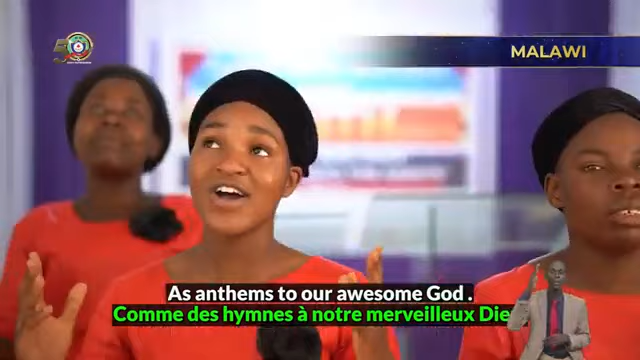 MALAWI
As anthems to our awesome God .
Comme des hymnes à notre merveilleux Die